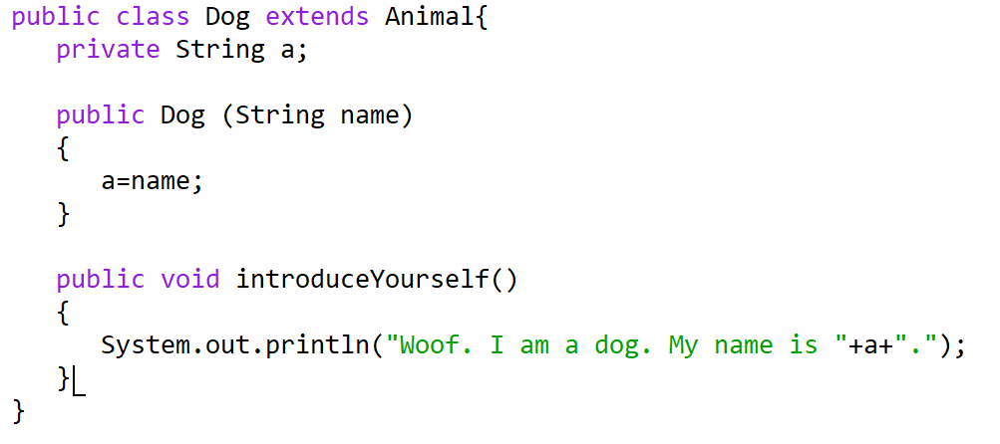 public class Dog extends Animal{
private String a;
public Dog (String name)
{
a=name;
}
public void introduceYourself()
{
System.out.println("Woof. I am a dog. My name is "+a+".");
}
}